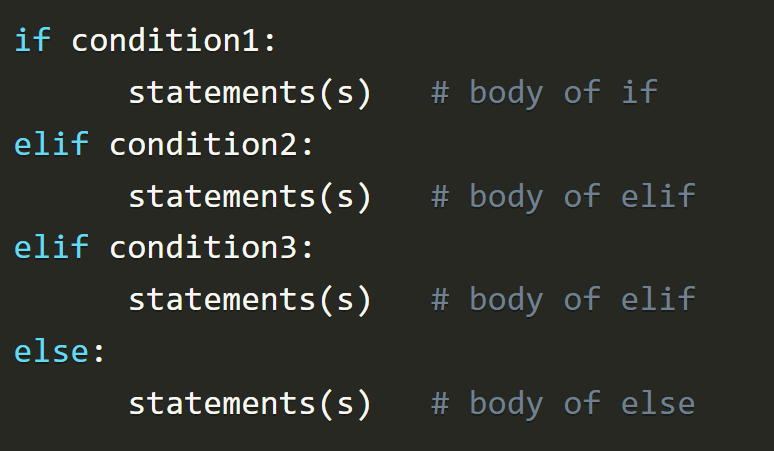 if condition1:
      statements(s)   # body of if
elif condition2:
      statements(s)   # body of elif
elif condition3:
      statements(s)   # body of elif
else:
      statements(s)   # body of else